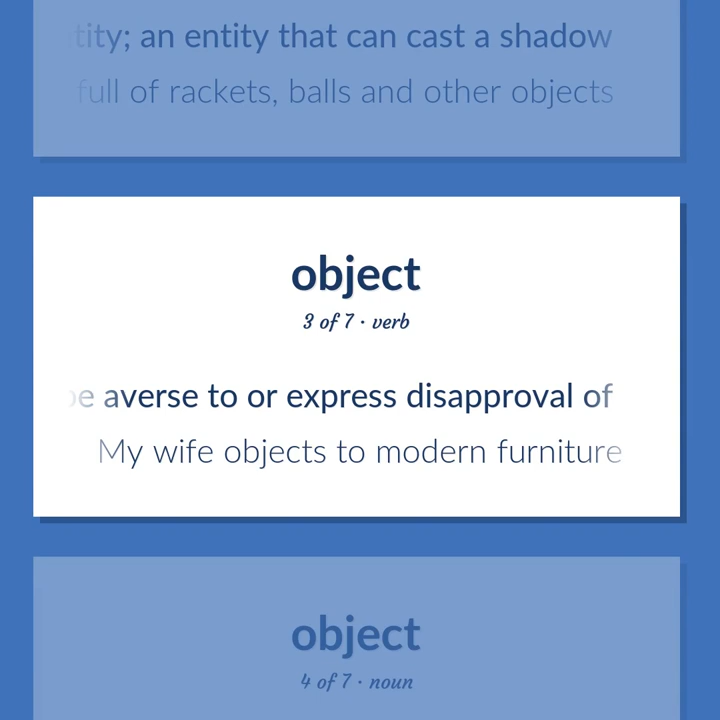 tity; an entity that can cast a shadow
full of rackets, balls and other objects
object
3 of 7 · verb
be averse to or express disapproval of
My wife objects to modern furniture
object
4 of 7 · noun